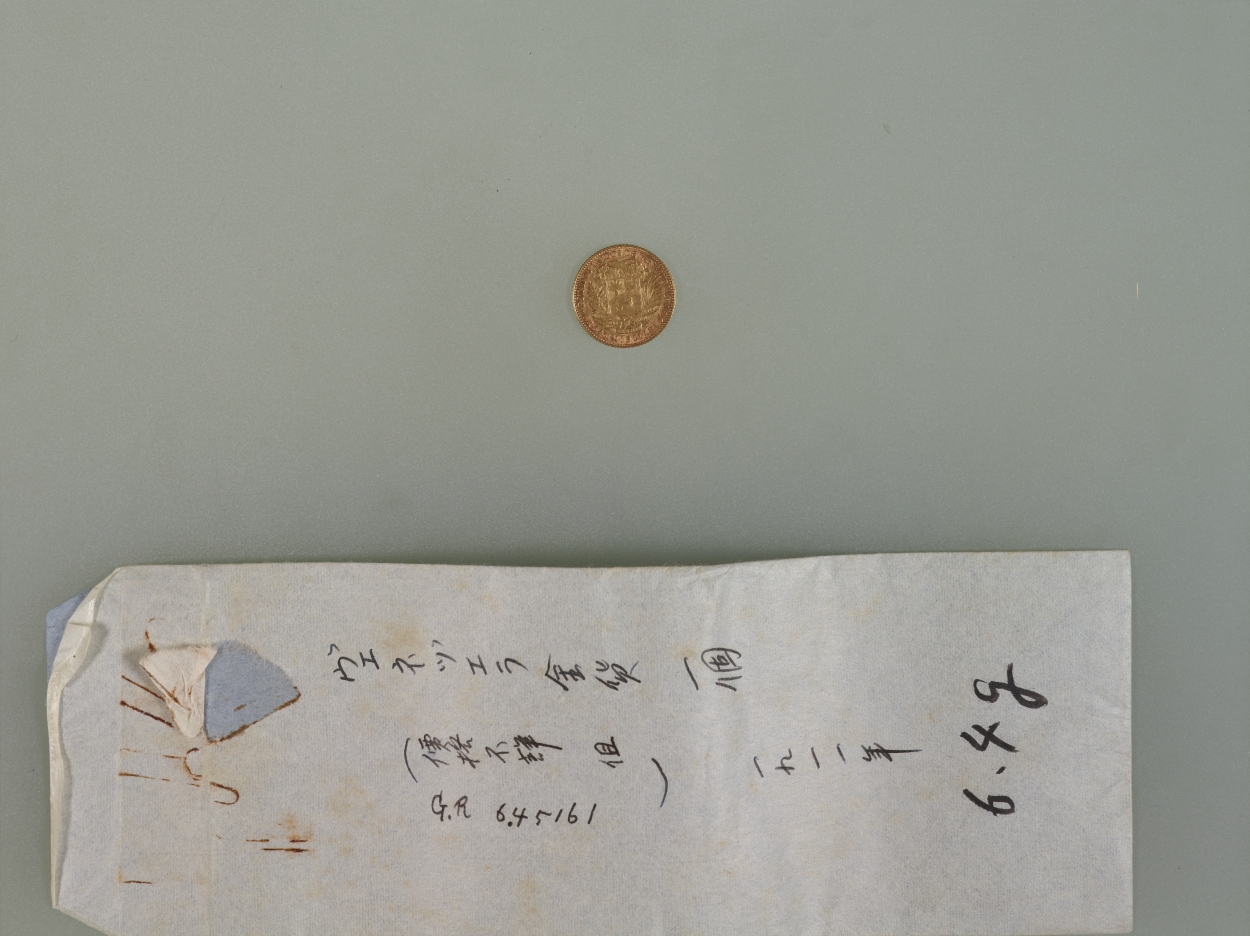 ヴェネヅエラ金貨 一個
(價格不詳 但
一九一一年)
G.R 6.45161
6.4g